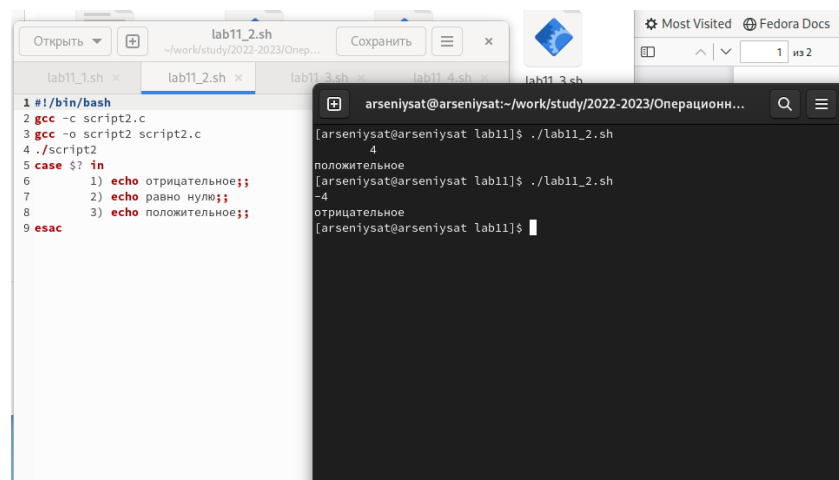 Открыть
lab11_2.sh
~/work/study/2022-2023/Опер...
Сохранить
lab11_1.sh ×
lab11_2.sh ×
lab11_3.sh ×
lab11_4.sh ×
1 #!/bin/bash
2 gcc -c script2.c
3 gcc -o script2 script2.c
4 ./script2
5 case $? in
6 1) echo отрицательное;;
7 2) echo равно нулю;;
8 3) echo положительное;;
9 esac
lab11_3.sh
Most Visited Fedora Docs
1 из 2
arseniysat@arseniysat:~/work/study/2022-2023/Операционн...
[arseniysat@arseniysat lab11]$ ./lab11_2.sh
4
положительное
[arseniysat@arseniysat lab11]$ ./lab11_2.sh
-4
отрицательное
[arseniysat@arseniysat lab11]$